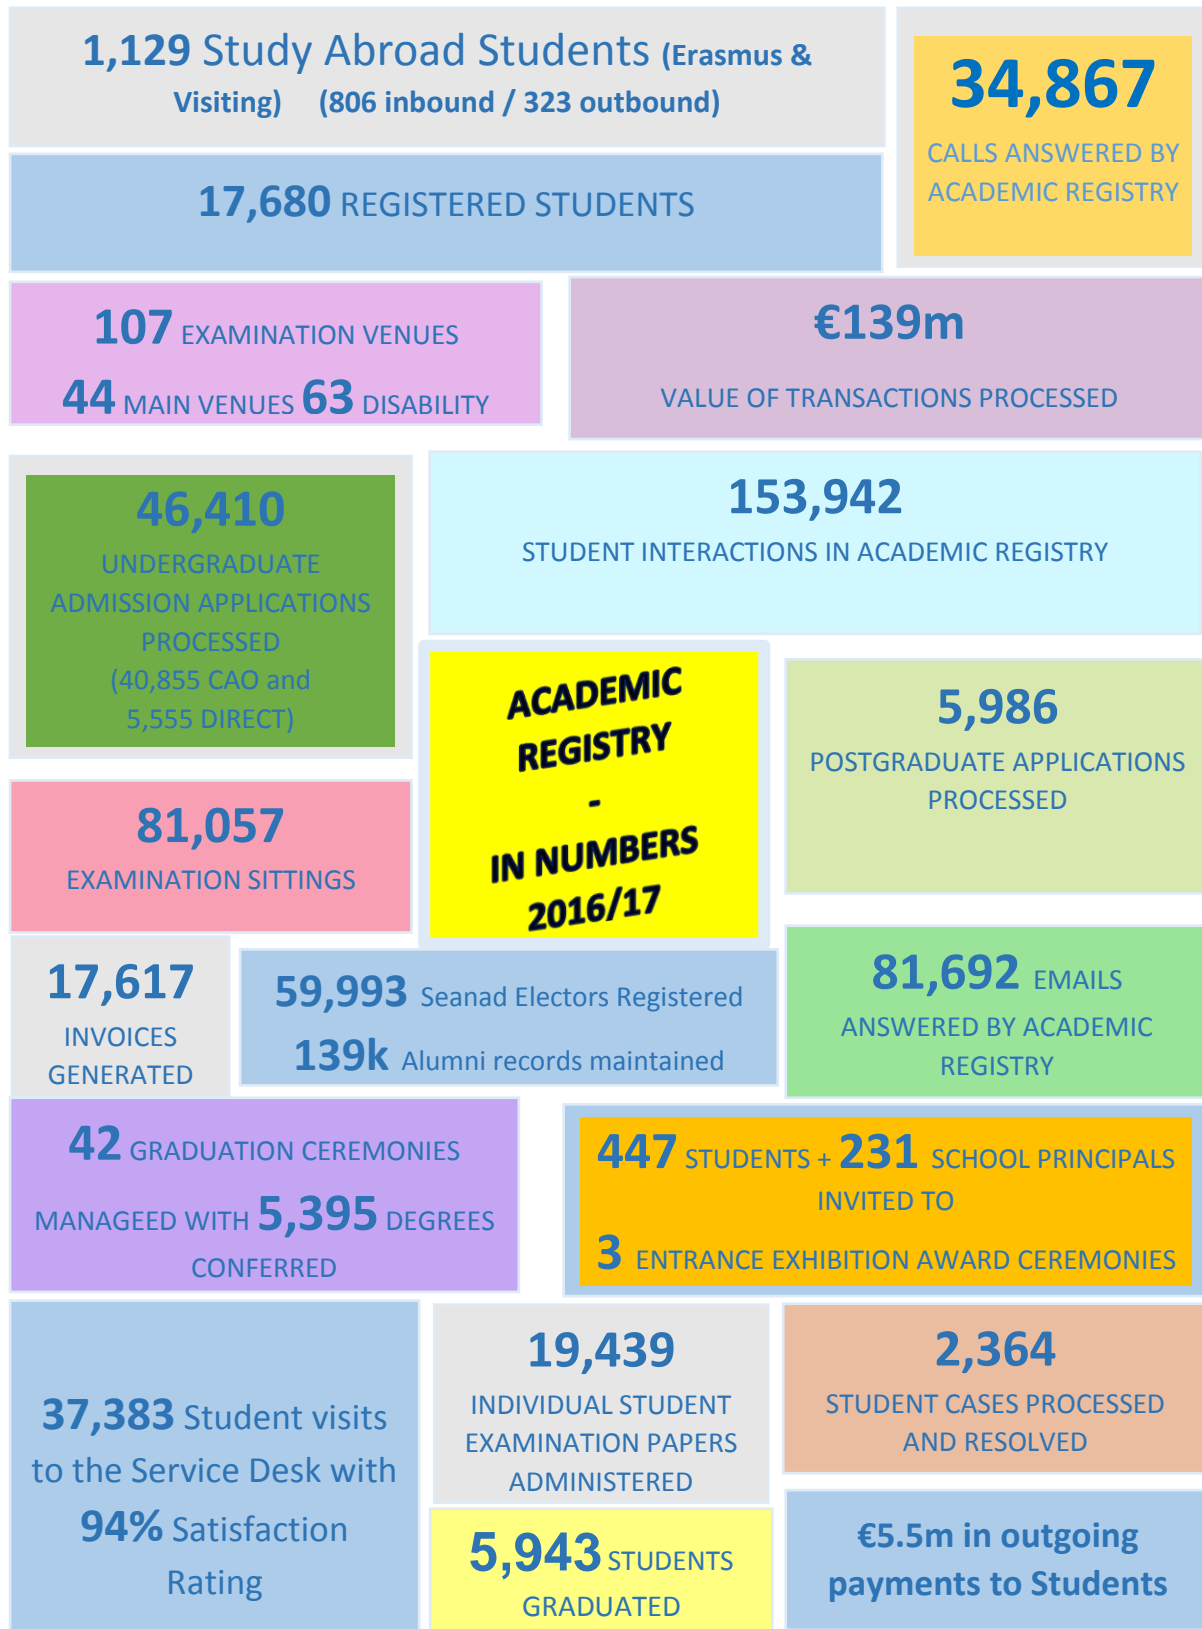 1,129 Study Abroad Students (Erasmus &
Visiting) (806 inbound / 323 outbound)
34,867
CALLS ANSWERED BY
ACADEMIC REGISTRY
17,680 REGISTERED STUDENTS
107 EXAMINATION VENUES
44 MAIN VENUES 63 DISABILITY
€139m
VALUE OF TRANSACTIONS PROCESSED
46,410
UNDERGRADUATE
ADMISSION APPLICATIONS
PROCESSED
(40,855 CAO and
5,555 DIRECT)
153,942
STUDENT INTERACTIONS IN ACADEMIC REGISTRY
ACADEMIC
REGISTRY
-
IN NUMBERS
2016/17
5,986
POSTGRADUATE APPLICATIONS
PROCESSED
81,057
EXAMINATION SITTINGS
17,617
INVOICES
GENERATED
59,993 Seanad Electors Registered
139k Alumni records maintained
81,692 EMAILS
ANSWERED BY ACADEMIC
REGISTRY
42 GRADUATION CEREMONIES
MANAGEED WITH 5,395 DEGREES
CONFERRED
447 STUDENTS + 231 SCHOOL PRINCIPALS
INVITED TO
3 ENTRANCE EXHIBITION AWARD CEREMONIES
37,383 Student visits
to the Service Desk with
94% Satisfaction
Rating
19,439
INDIVIDUAL STUDENT
EXAMINATION PAPERS
ADMINISTERED
2,364
STUDENT CASES PROCESSED
AND RESOLVED
5,943 STUDENTS
GRADUATED
€5.5m in outgoing
payments to Students